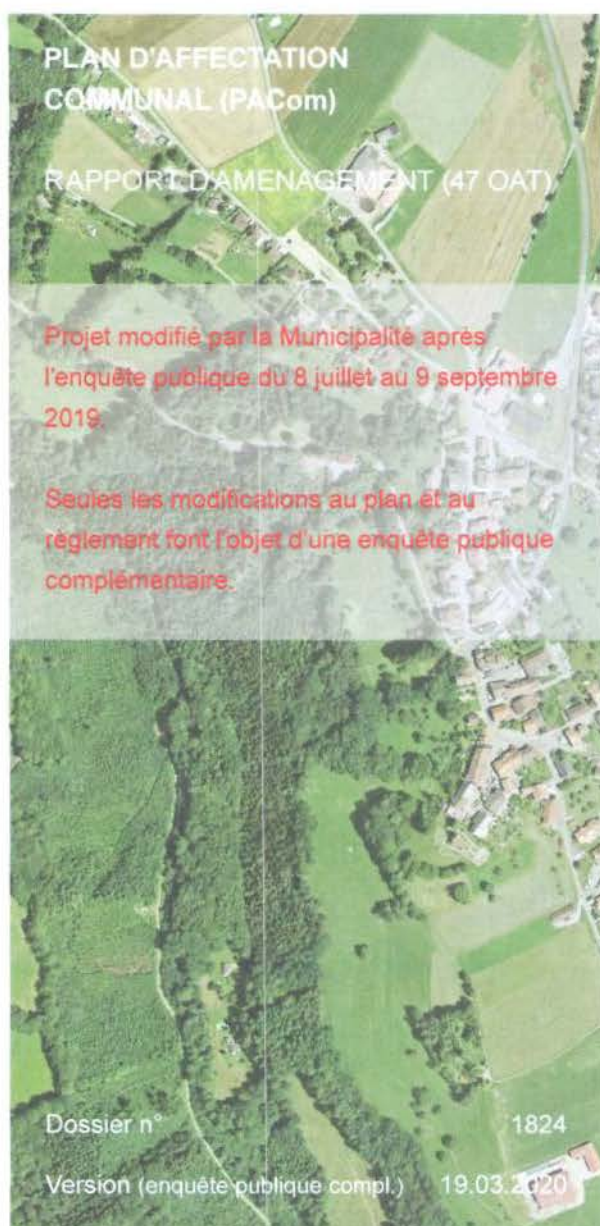 PLAN D'AFFECTATION
COMMUNAL (PACom)
RAPPORT D'AMENAGEMENT (47 OAT)
Projet modifié par la Municipalité après
l'enquête publique du 8 juillet au 9 septembre
2019.
Seules les modifications au plan et au
règlement font l'objet d'une enquête publique
complémentaire.
Dossier n° 1824
Version (enquête publique compl.) 19.03.2020